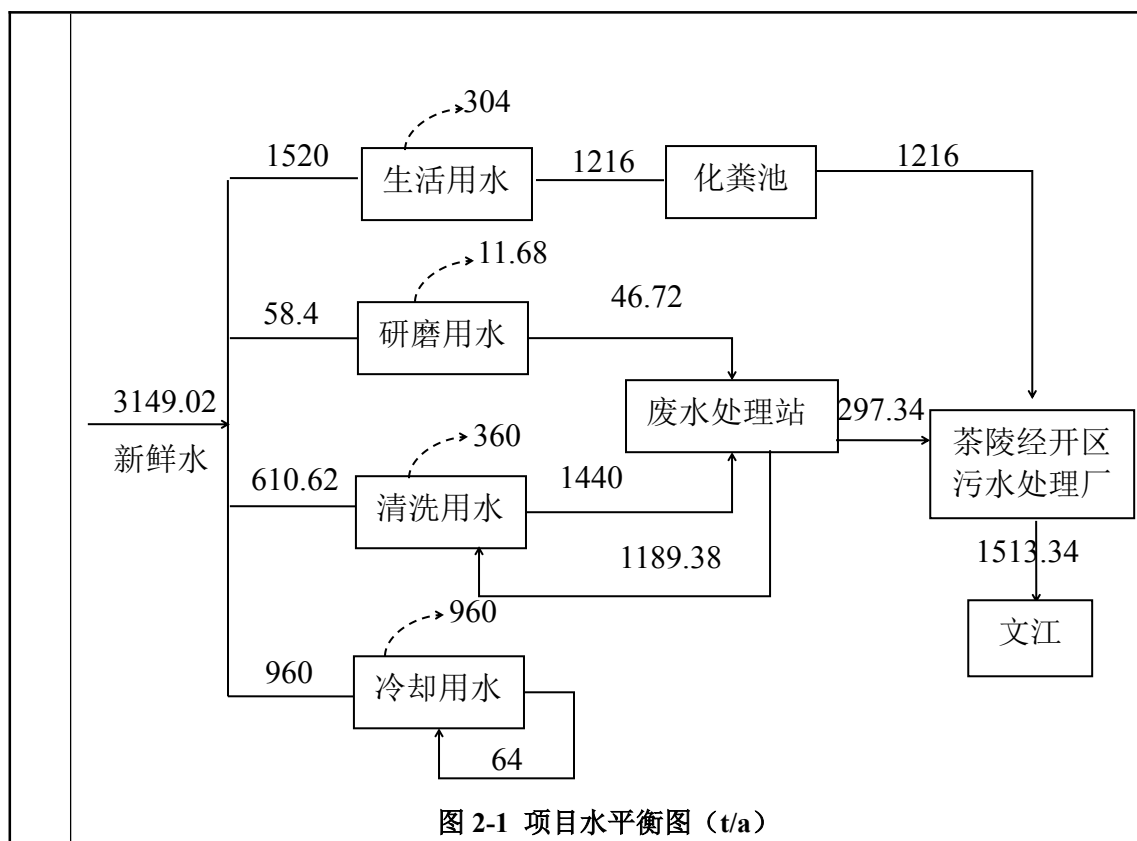 304
1520
生活用水
1216
化粪池
1216
11.68
58.4
研磨用水
46.72
3149.02
新鲜水
废水处理站
297.34
茶陵经开区
污水处理厂
360
610.62
清洗用水
1440
1189.38
1513.34
文江
960
960
冷却用水
64
图 2-1 项目水平衡图（t/a）